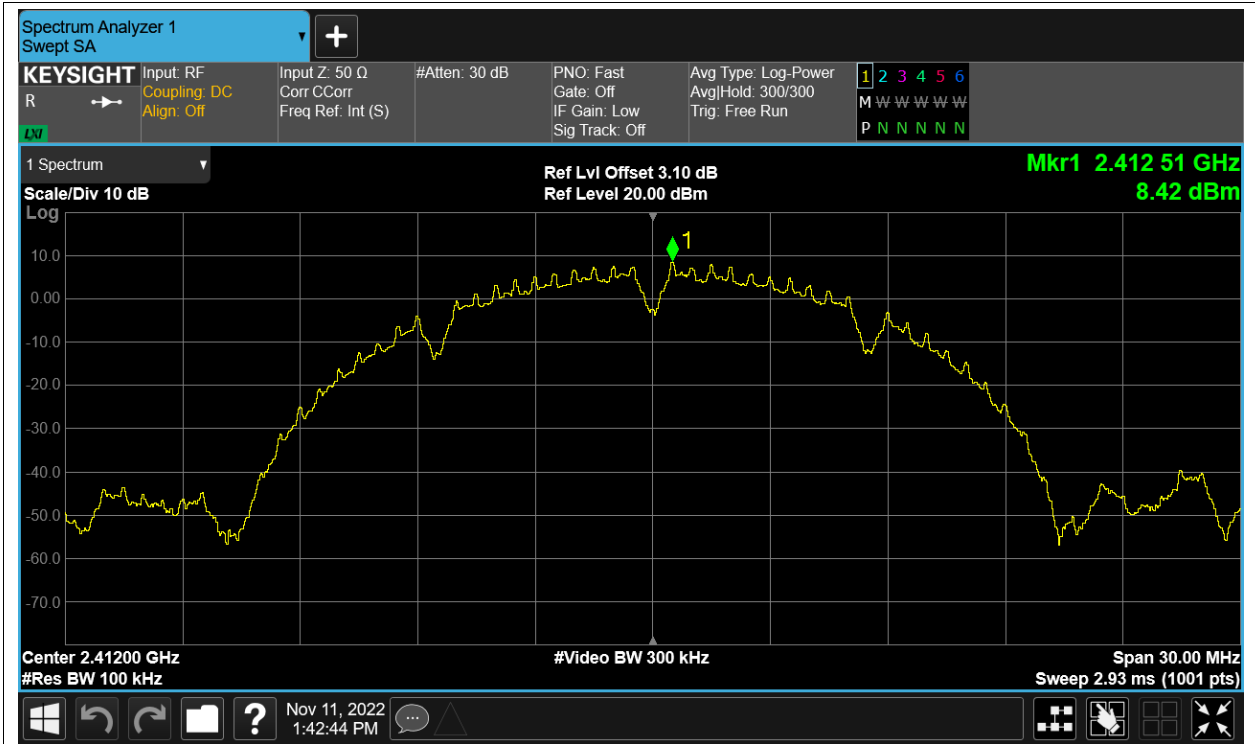 Spectrum Analyzer 1
Swept SA
+
KEYSIGHT
R
LXI
Input: RF
Coupling: DC
Align: Off
Input Z: 50 Ω
Corr CCorr
Freq Ref: Int (S)
#Atten: 30 dB
PNO: Fast
Gate: Off
IF Gain: Low
Sig Track: Off
Avg Type: Log-Power
Avg|Hold: 300/300
Trig: Free Run
1 2 3 4 5 6
M W W W W W
P N N N N N
1 Spectrum
Scale/Div 10 dB
Log
Ref Lvl Offset 3.10 dB
Ref Level 20.00 dBm
Mkr1 2.412 51 GHz
8.42 dBm
1
10.0
0.00
-10.0
-20.0
-30.0
-40.0
-50.0
-60.0
-70.0
Center 2.41200 GHz
#Res BW 100 kHz
#Video BW 300 kHz
Span 30.00 MHz
Sweep 2.93 ms (1001 pts)
?
Nov 11, 2022
1:42:44 PM